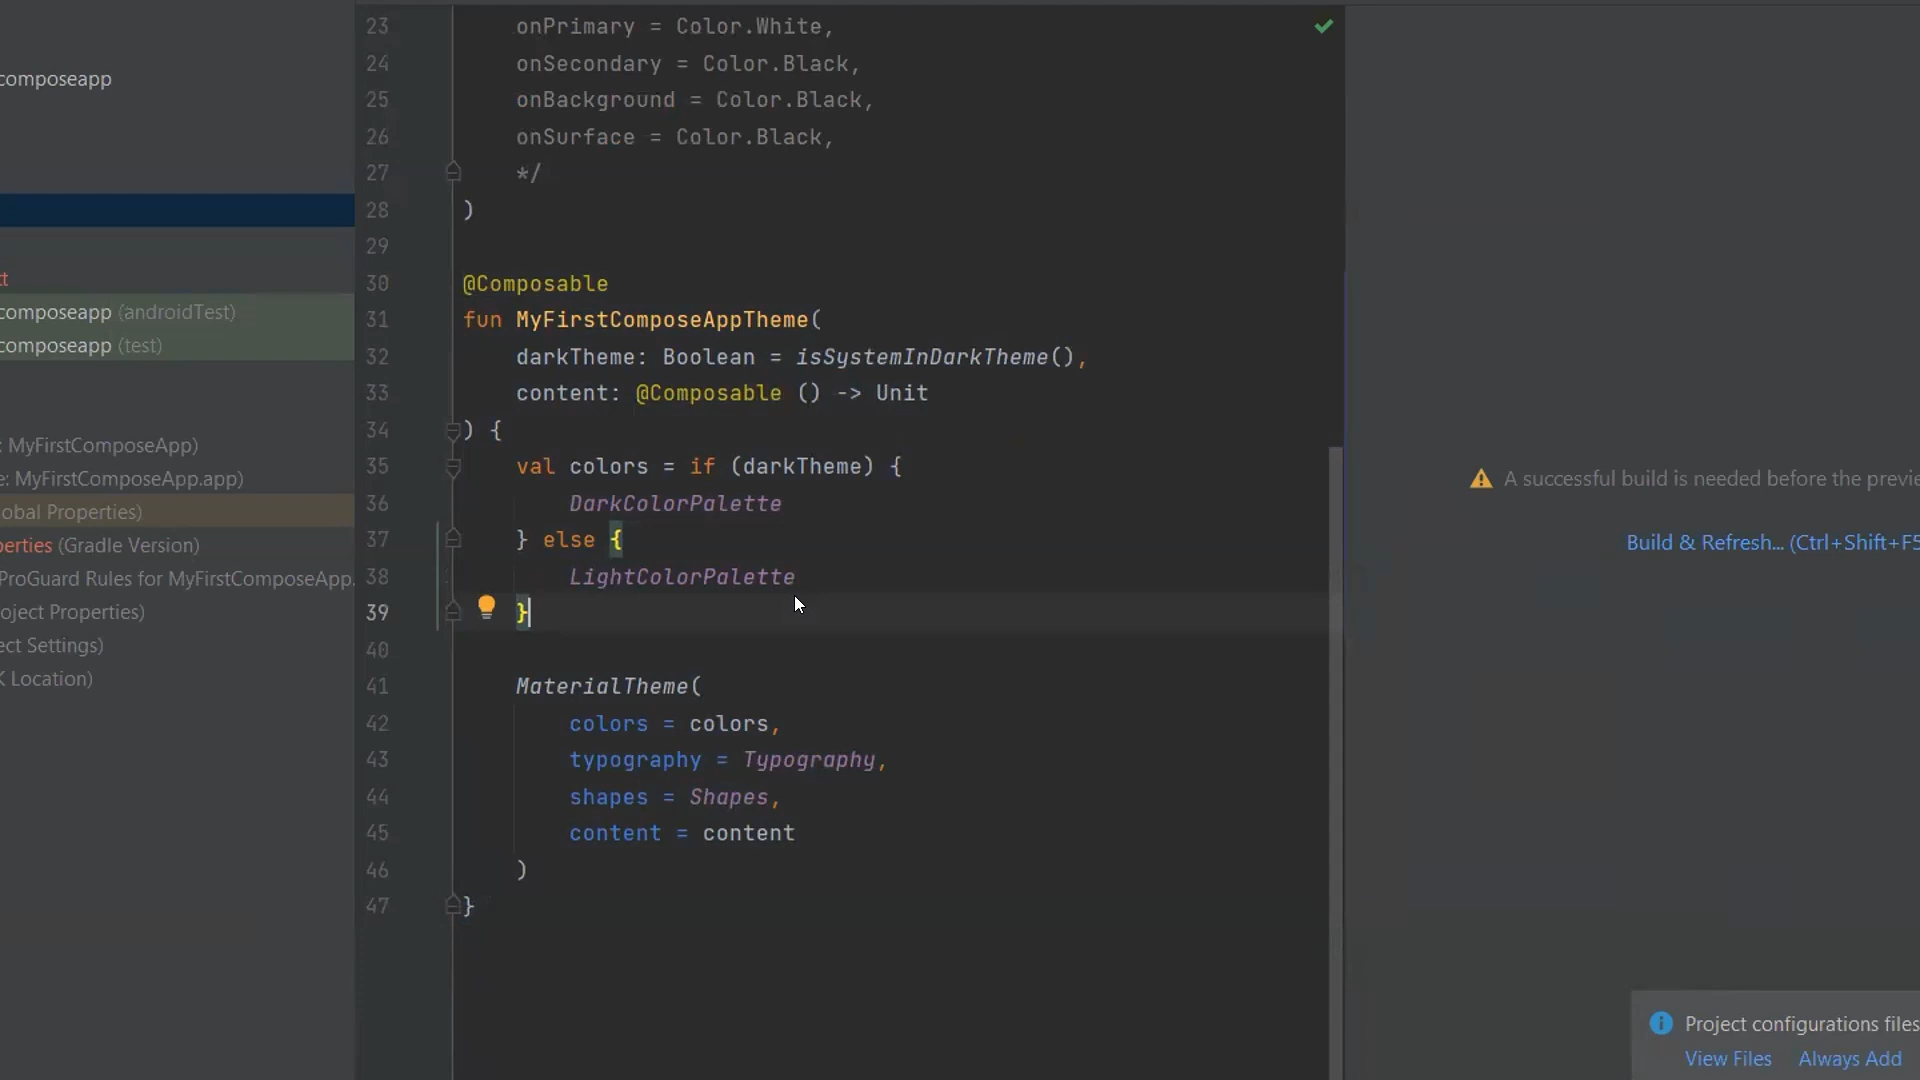 composeapp
t
composeapp (androidTest)
composeapp (test)
: MyFirstComposeApp)
e: MyFirstComposeApp.app)
obal Properties)
perties (Gradle Version)
ProGuard Rules for MyFirstComposeApp.
oject Properties)
ect Settings)
K Location)
23 onPrimary = Color.White,
24 onSecondary = Color.Black,
25 onBackground = Color.Black,
26 onSurface = Color.Black,
27 */
28 )
29
30 @Composable
31 fun MyFirstComposeAppTheme(
32 darkTheme: Boolean = isSystemInDarkTheme(),
33 content: @Composable () -> Unit
34 ) {
35 val colors = if (darkTheme) {
36 DarkColorPalette
37 } else {
38 LightColorPalette
39 }
40
41 MaterialTheme(
42 colors = colors,
43 typography = Typography,
44 shapes = Shapes,
45 content = content
46 )
47 }
A successful build is needed before the previe
Build & Refresh... (Ctrl+Shift+F5
Project configurations files
View Files Always Add